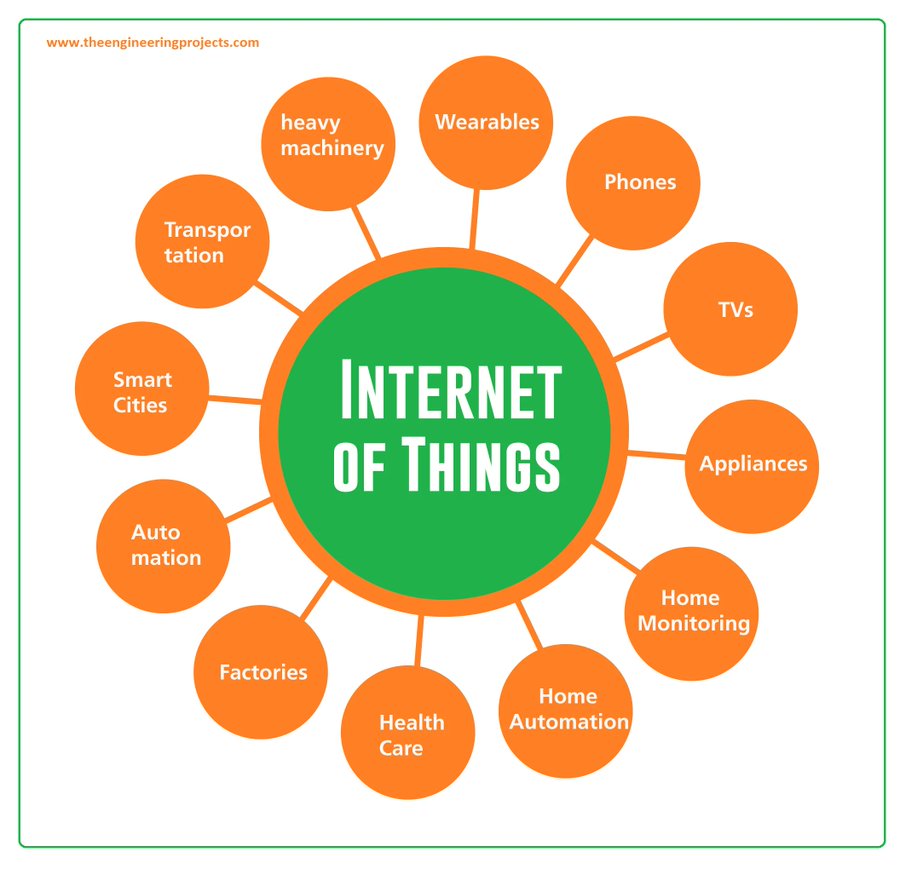 www.theengineeringprojects.com
heavy
machinery
Wearables
Phones
Transpor
tation
TVs
Smart
Cities
INTERNET
OF THINGS
Appliances
Auto
mation
Home
Monitoring
Factories
Health
Care
Home
Automation